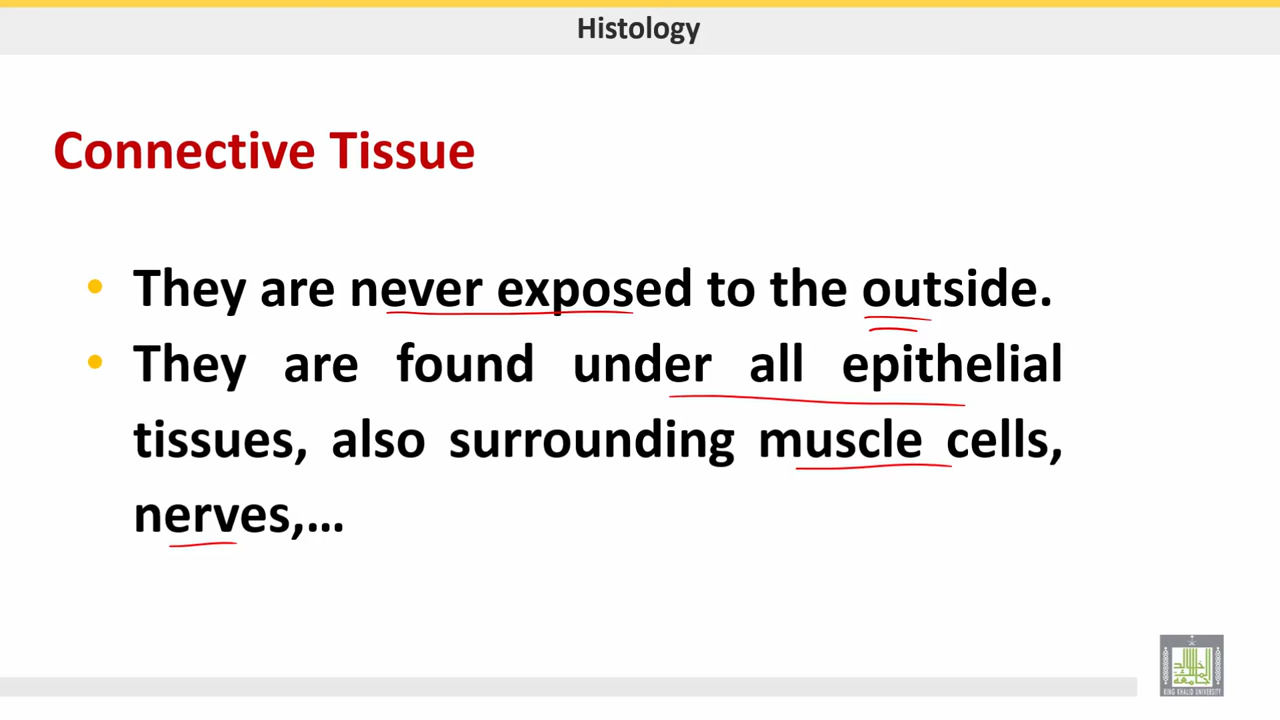 Histology
Connective Tissue
• They are never exposed to the outside.
• They are found under all epithelial
tissues, also surrounding muscle cells,
nerves,...
KING KHALID UNIVERSITY